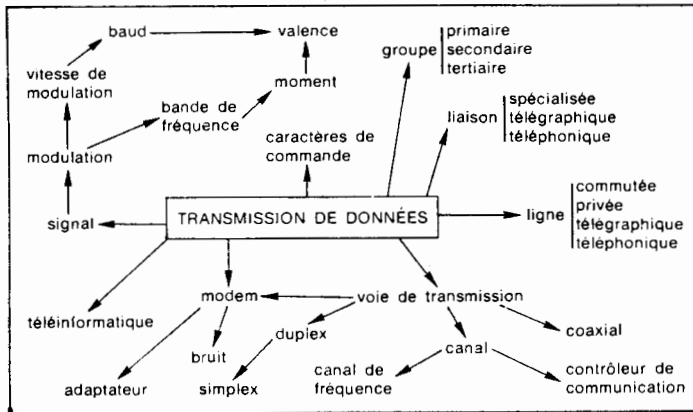 baud
valence
groupe
primaire
secondaire
tertiaire
vitesse de
modulation
moment
bande de
fréquence
liaison
spécialisée
télégraphique
téléphonique
caractères de
commande
modulation
signal
TRANSMISSION DE DONNÉES
ligne
commutée
privée
télégraphique
téléphonique
téléinformatique
modem
voie de transmission
duplex
coaxial
bruit
canal
adaptateur
simplex
canal de
fréquence
contrôleur de
communication